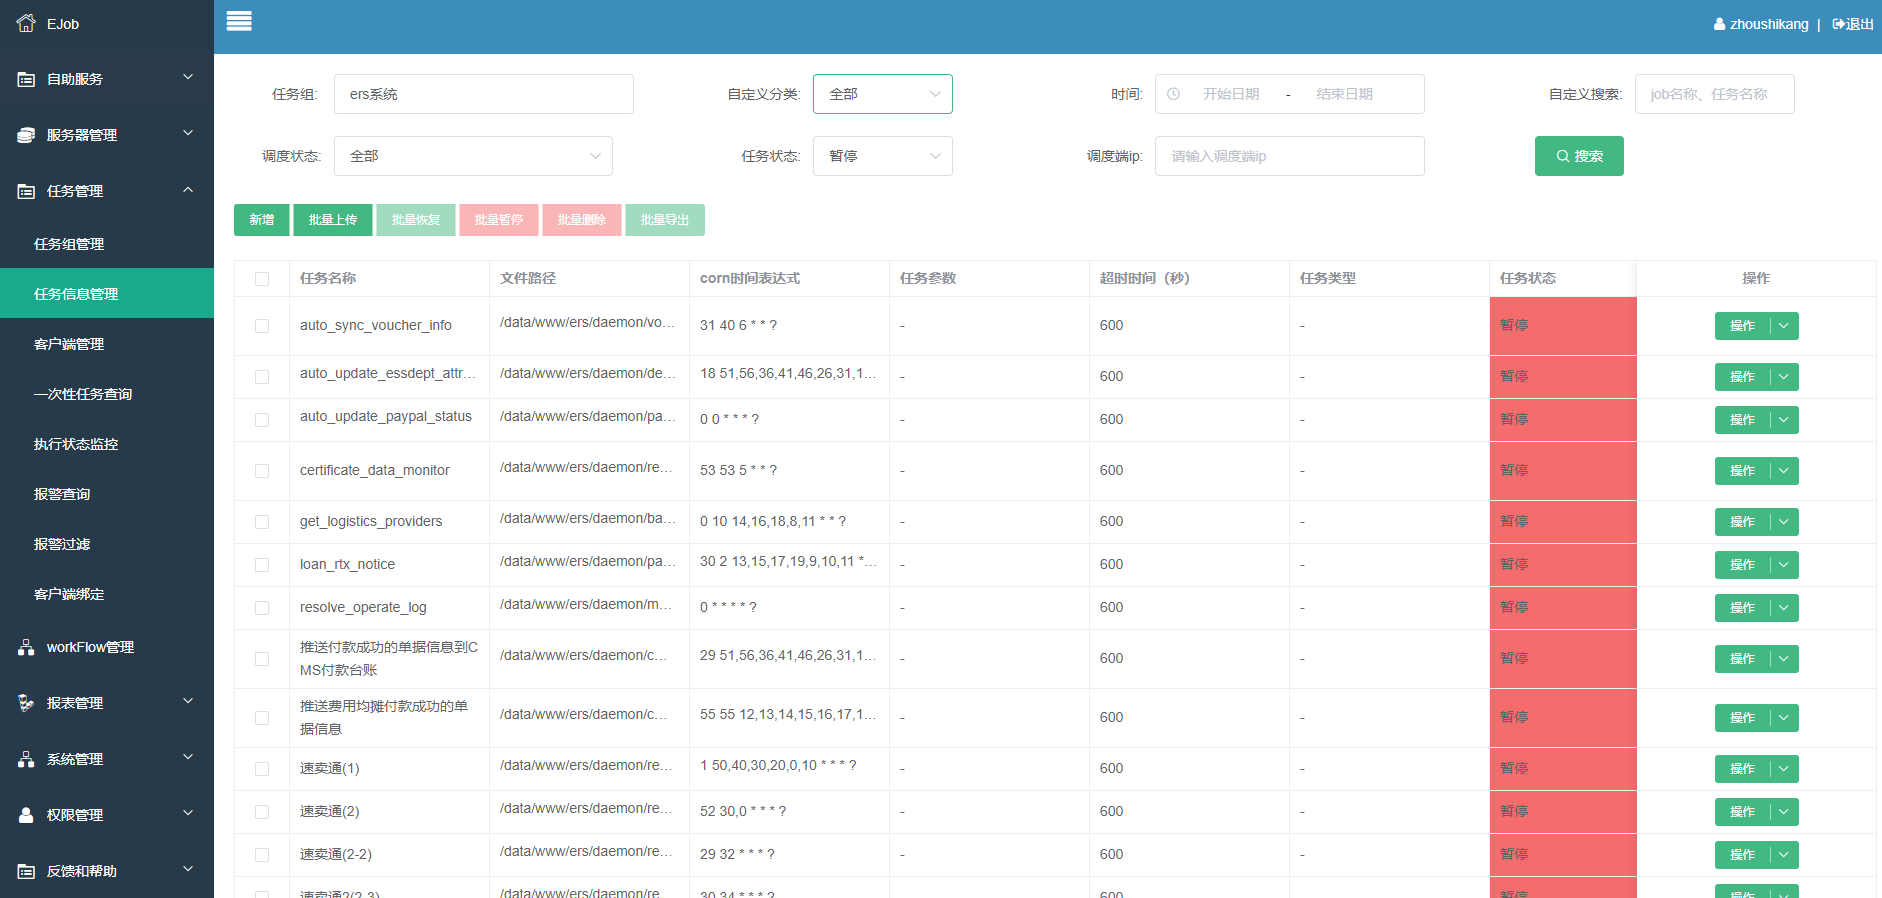 EJob
zhoushikang | 退出
自助服务
服务器管理
任务管理
任务组管理
任务信息管理
客户端管理
一次性任务查询
执行状态监控
报警查询
报警过滤
客户端绑定
workFlow管理
报表管理
系统管理
权限管理
反馈和帮助
任务组: ers系统 自定义分类: 全部 时间: 开始日期 - 结束日期 自定义搜索: job名称、任务名称
调度状态: 全部 任务状态: 暂停 调度端ip: 请输入调度端ip 搜索
新增 批量上传 批量恢复 批量暂停 批量删除 批量导出
任务名称 文件路径 corn时间表达式 任务参数 超时时间（秒） 任务类型 任务状态 操作
auto_sync_voucher_info /data/www/ers/daemon/vo... 31 40 6 * * ? - 600 - 暂停 操作
auto_update_essdept_attr... /data/www/ers/daemon/de... 18 51,56,36,41,46,26,31,1... - 600 - 暂停 操作
auto_update_paypal_status /data/www/ers/daemon/pa... 0 0 * * * ? - 600 - 暂停 操作
certificate_data_monitor /data/www/ers/daemon/re... 53 53 5 * * ? - 600 - 暂停 操作
get_logistics_providers /data/www/ers/daemon/ba... 0 10 14,16,18,8,11 * * ? - 600 - 暂停 操作
loan_rtx_notice /data/www/ers/daemon/pa... 30 2 13,15,17,19,9,10,11 *... - 600 - 暂停 操作
resolve_operate_log /data/www/ers/daemon/m... 0 * * * * ? - 600 - 暂停 操作
推送付款成功的单据信息到C
MS付款台账 /data/www/ers/daemon/c... 29 51,56,36,41,46,26,31,1... - 600 - 暂停 操作
推送费用均摊付款成功的单
据信息 /data/www/ers/daemon/c... 55 55 12,13,14,15,16,17,1... - 600 - 暂停 操作
速卖通(1) /data/www/ers/daemon/re... 1 50,40,30,20,0,10 * * * ? - 600 - 暂停 操作
速卖通(2) /data/www/ers/daemon/re... 52 30,0 * * * ? - 600 - 暂停 操作
速卖通(2-2) /data/www/ers/daemon/re... 29 32 * * * ? - 600 - 暂停 操作
速卖通2(2-3) /data/www/ers/daemon/re 30 34 * * * ? 600 暂停 操作